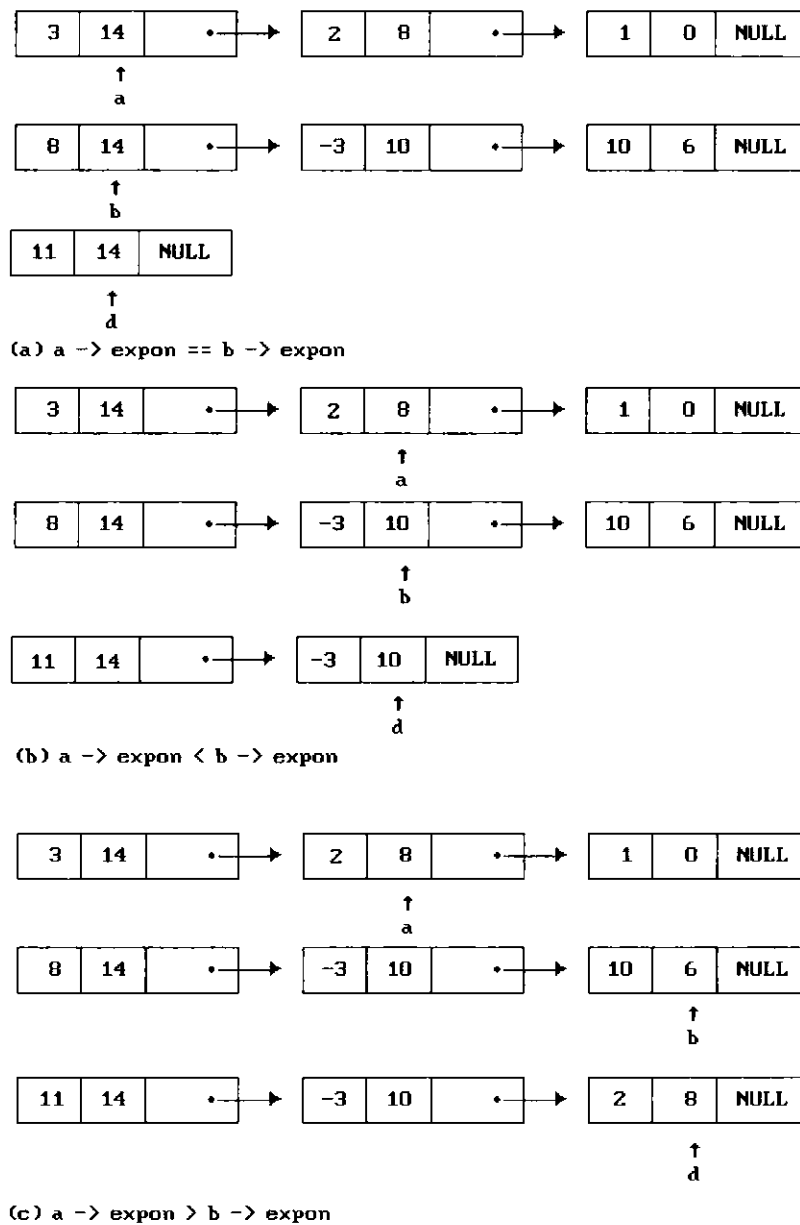 3 14 2 8 1 0 NULL
↑
a
8 14 -3 10 10 6 NULL
↑
b
11 14 NULL
↑
d
(a) a -> expon == b -> expon
3 14 2 8 1 0 NULL
↑
a
8 14 -3 10 10 6 NULL
↑
b
11 14 -3 10 NULL
↑
d
(b) a -> expon < b -> expon
3 14 2 8 1 0 NULL
↑
a
8 14 -3 10 10 6 NULL
↑
b
11 14 -3 10 2 8 NULL
↑
d
(c) a -> expon > b -> expon